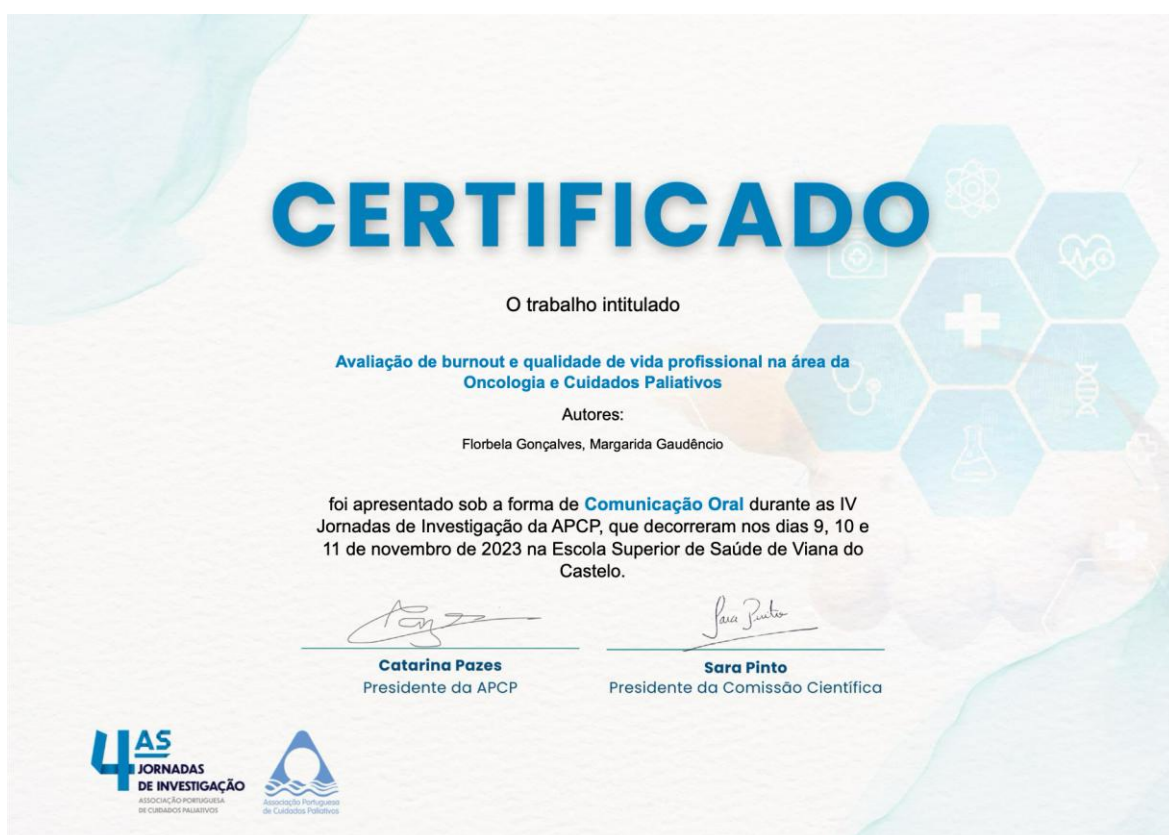 CERTIFICADO
O trabalho intitulado
Avaliação de burnout e qualidade de vida profissional na área da
Oncologia e Cuidados Paliativos
Autores:
Florbela Gonçalves, Margarida Gaudêncio
foi apresentado sob a forma de Comunicação Oral durante as IV
Jornadas de Investigação da APCP, que decorreram nos dias 9, 10 e
11 de novembro de 2023 na Escola Superior de Saúde de Viana do
Castelo.
Sara Pinto
Catarina Pazes
Presidente da APCP
Sara Pinto
Presidente da Comissão Científica
4AS
JORNADAS
DE INVESTIGAÇÃO
ASSOCIAÇÃO PORTUGUESA
DE CUIDADOS PALIATIVOS
Associação Portuguesa
de Cuidados Paliativos